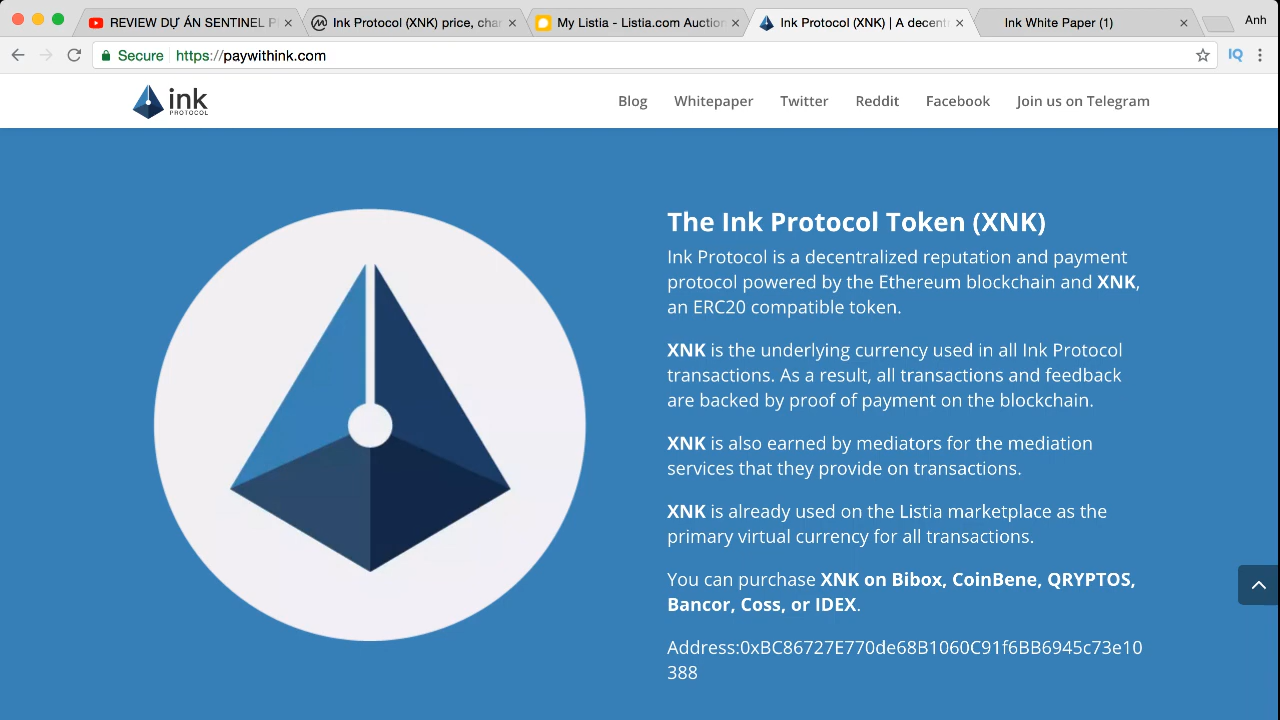 REVIEW DỰ ÁN SENTINEL P
Ink Protocol (XNK) price, char
My Listia - Listia.com Auction
Ink Protocol (XNK) | A decent
Ink White Paper (1)
Anh
Secure
https://paywithink.com
IQ
ink
PROTOCOL
Blog
Whitepaper
Twitter
Reddit
Facebook
Join us on Telegram
The Ink Protocol Token (XNK)
Ink Protocol is a decentralized reputation and payment
protocol powered by the Ethereum blockchain and XNK,
an ERC20 compatible token.
XNK is the underlying currency used in all Ink Protocol
transactions. As a result, all transactions and feedback
are backed by proof of payment on the blockchain.
XNK is also earned by mediators for the mediation
services that they provide on transactions.
XNK is already used on the Listia marketplace as the
primary virtual currency for all transactions.
You can purchase XNK on Bibox, CoinBene, QRYPTOS,
Bancor, Coss, or IDEX.
Address:0xBC86727E770de68B1060C91f6BB6945c73e10
388